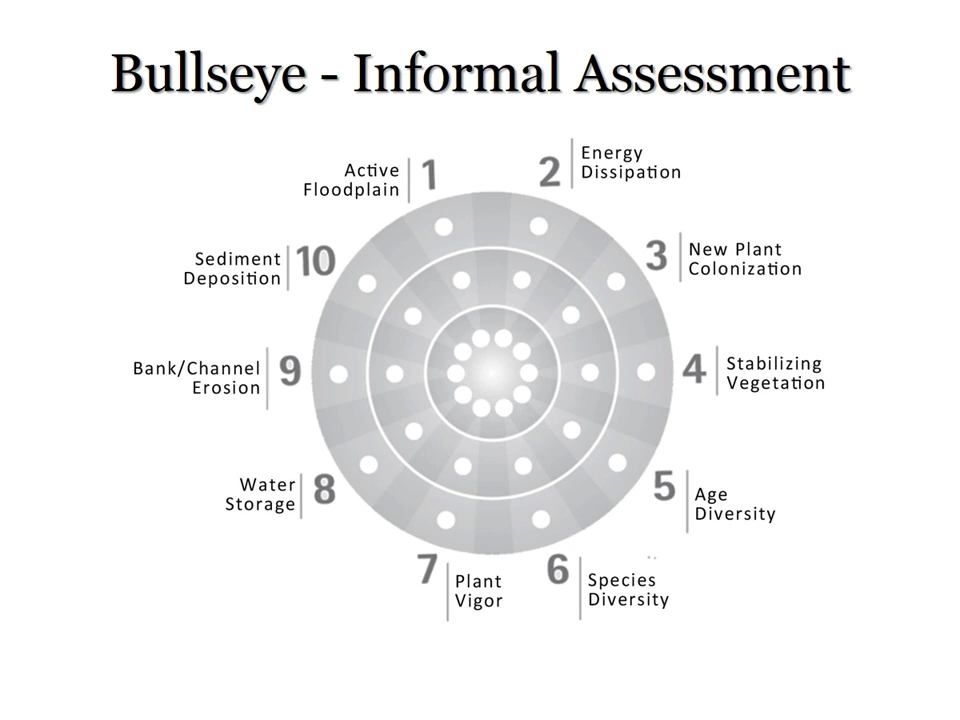 Bullseye - Informal Assessment
1
Active
Floodplain
2
Energy
Dissipation
3
New Plant
Colonization
4
Stabilizing
Vegetation
5
Age
Diversity
6
Species
Diversity
7
Plant
Vigor
8
Water
Storage
9
Bank/Channel
Erosion
10
Sediment
Deposition